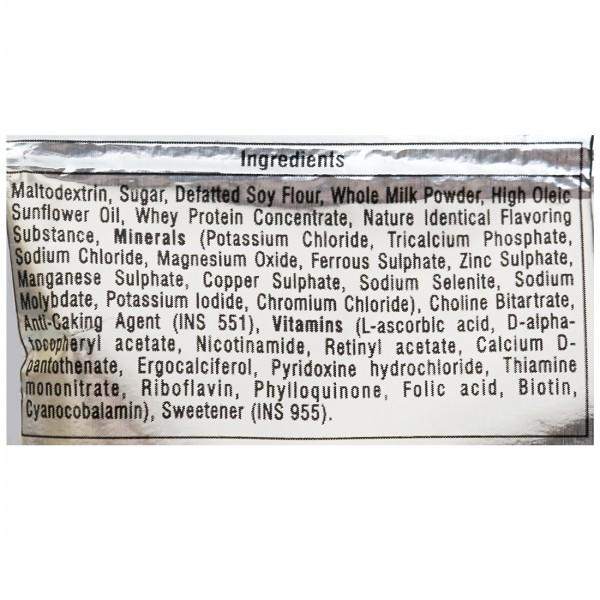 Ingredients
Maltodextrin, Sugar, Defatted Soy Flour, Whole Milk Powder, High Oleic
Sunflower Oil, Whey Protein Concentrate, Nature Identical Flavoring
Substance, Minerals (Potassium Chloride, Tricalcium Phosphate,
Sodium Chloride, Magnesium Oxide, Ferrous Sulphate, Zinc Sulphate,
Manganese Sulphate, Copper Sulphate, Sodium Selenite, Sodium
Molybdate, Potassium Iodide, Chromium Chloride), Choline Bitartrate,
Anti-Caking Agent (INS 551), Vitamins (L-ascorbic acid, D-alpha-
tocopheryl acetate, Nicotinamide, Retinyl acetate, Calcium D-
pantothenate, Ergocalciferol, Pyridoxine hydrochloride, Thiamine
mononitrate, Riboflavin, Phylloquinone, Folic acid, Biotin,
Cyanocobalamin), Sweetener (INS 955).